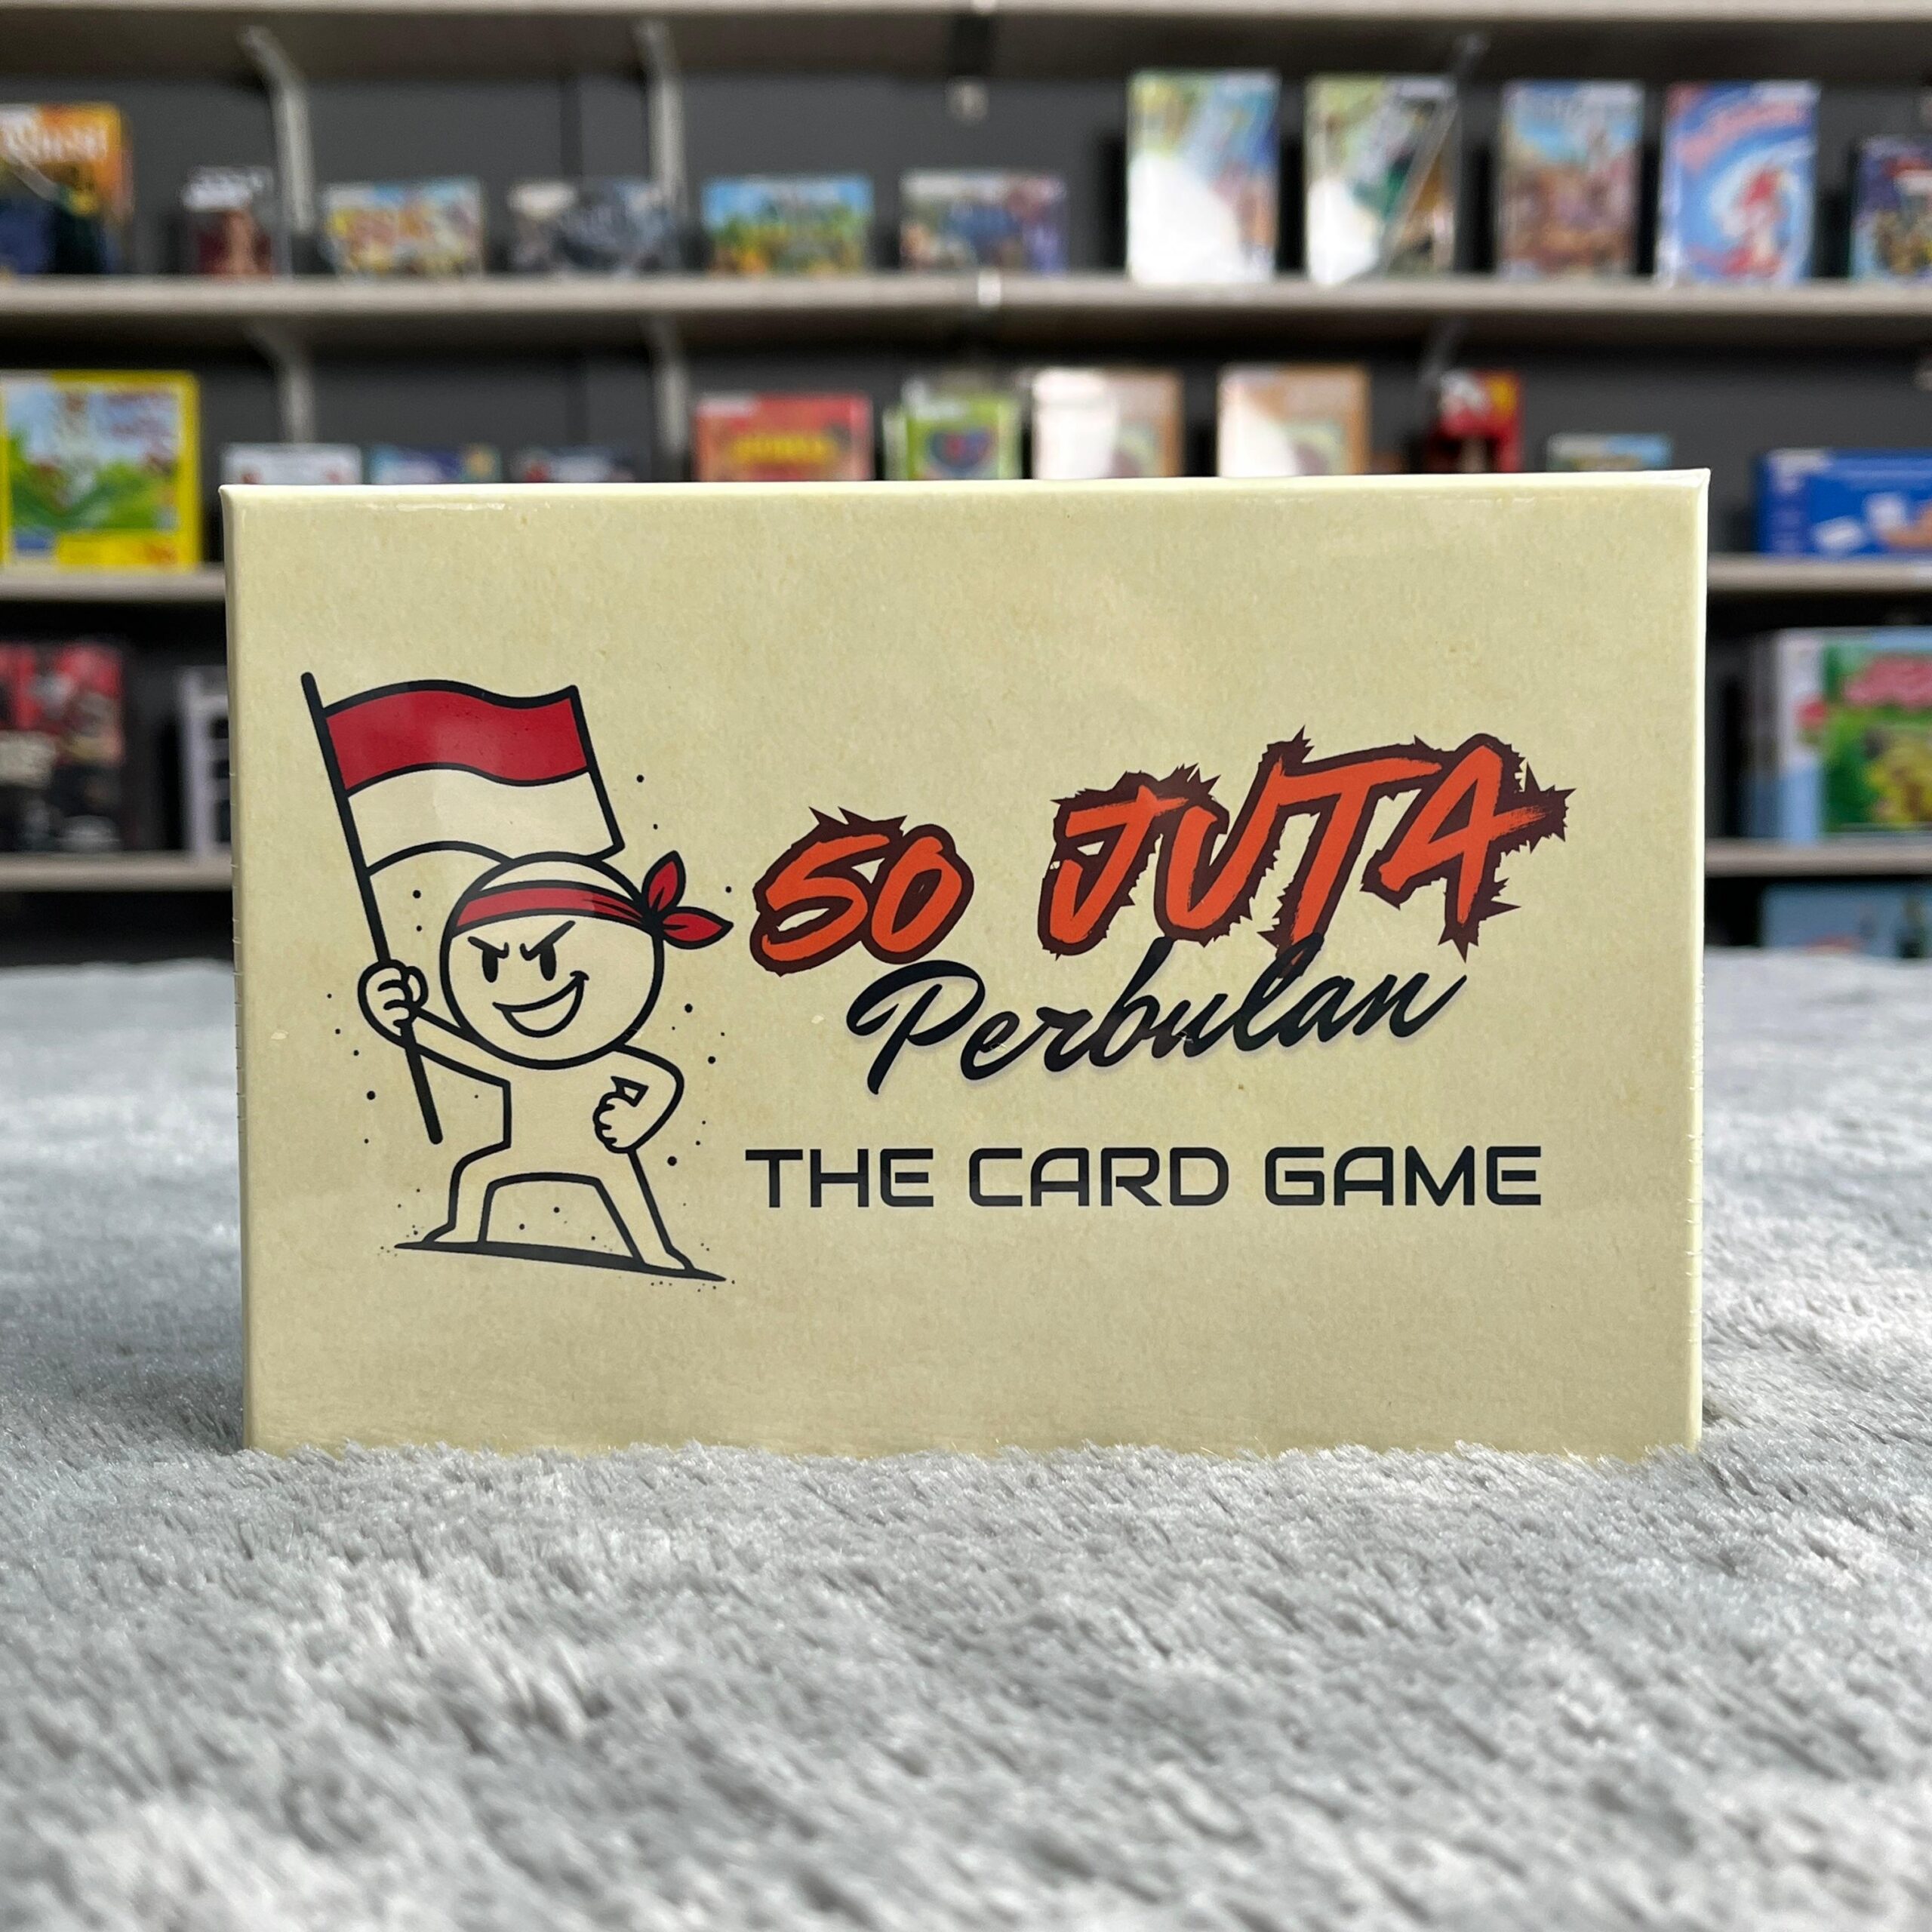 50 JUTA
Perbulan
THE CARD GAME